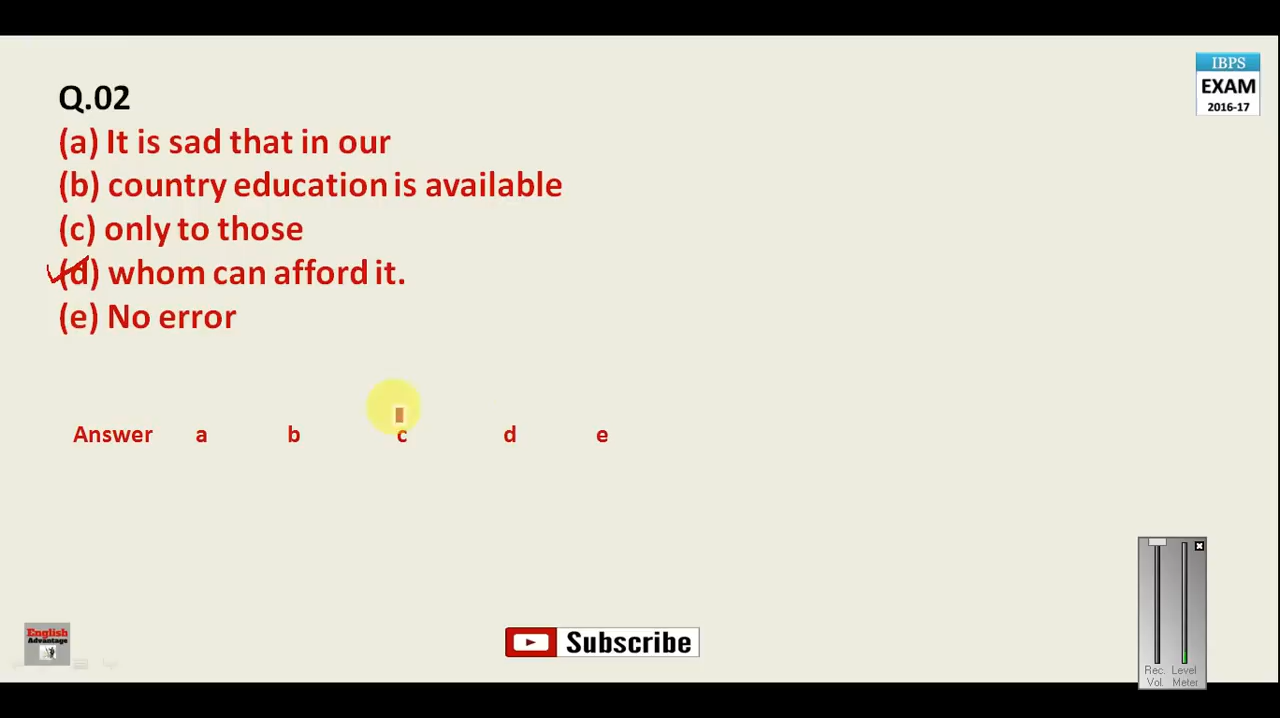 IBPS
EXAM
2016-17
Q.02
(a) It is sad that in our
(b) country education is available
(c) only to those
(d) whom can afford it.
(e) No error
Answer a b c d e
English
Advantage
Subscribe
Rec. Level
Vol. Meter